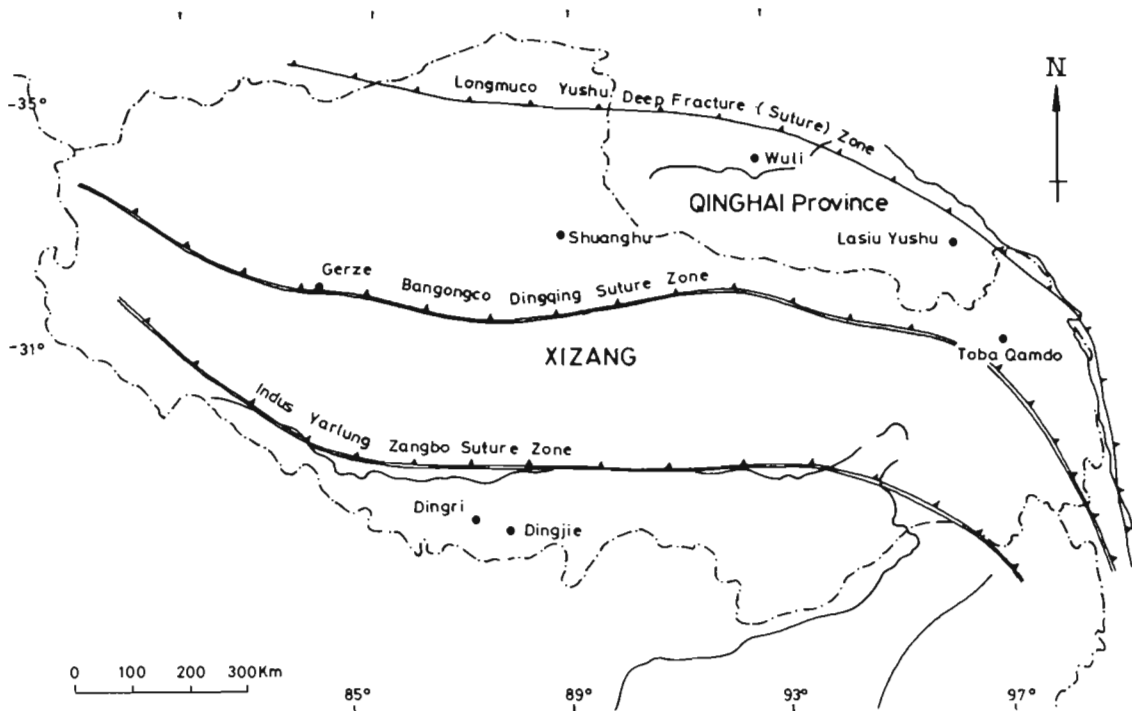 N
-35°
Longmuco Yushu Deep Fracture (Suture) Zone
Wuli
QINGHAI Province
Shuanghu
Lasiu Yushu
Gerze
Bangongco Dingqing Suture Zone
-31°
XIZANG
Toba Qamdo
Indus Yarlung Zangbo Suture Zone
Dingri
Dingjie
0 100 200 300Km
85° 89° 93° 97°